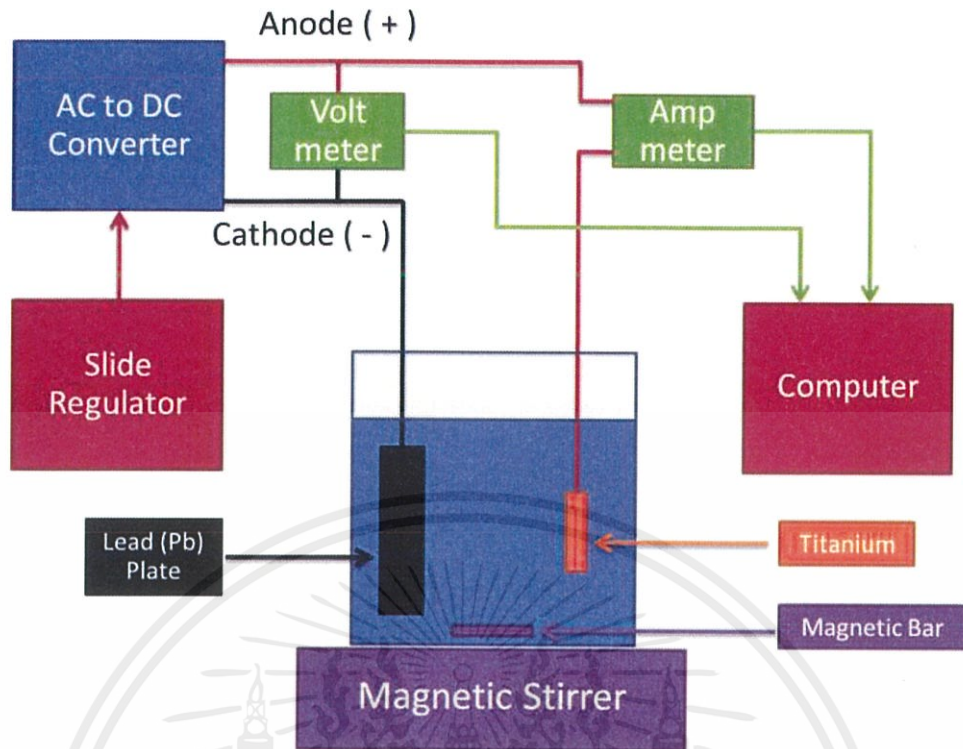 Anode ( + )
AC to DC
Converter
Volt
meter
Amp
meter
Cathode ( - )
Slide
Regulator
Computer
Lead (Pb)
Plate
Titanium
Magnetic Bar
Magnetic Stirrer